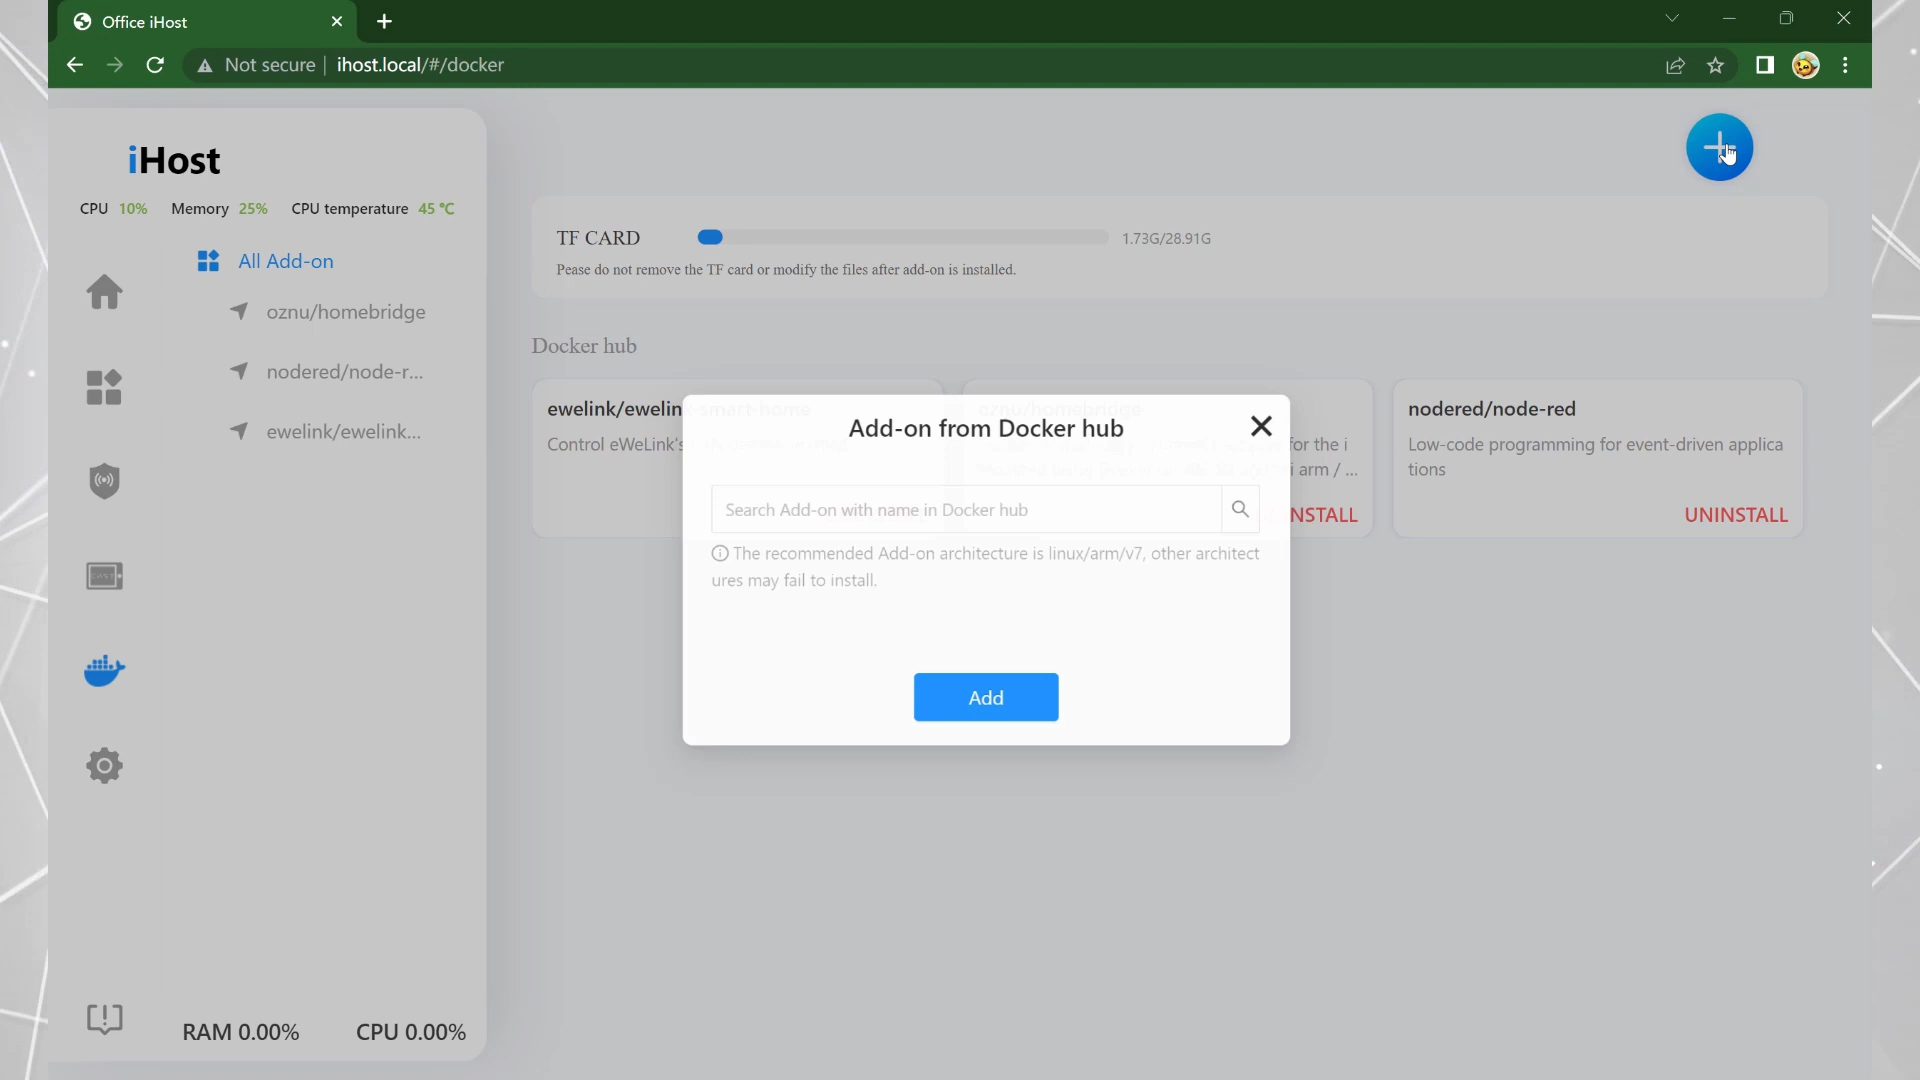 Office iHost
Not secure
ihost.local/#/docker
iHost
CPU 10% Memory 25% CPU temperature 45 °C
All Add-on
oznu/homebridge
nodered/node-r...
ewelink/ewelink...
RAM 0.00% CPU 0.00%
TF CARD
1.73G/28.91G
Pease do not remove the TF card or modify the files after add-on is installed.
Docker hub
ewelink/ewelink-smart-home
Control eWeLink's
oznu/homebridge
for the i
i arm / ...
NSTALL
nodered/node-red
Low-code programming for event-driven applica
tions
UNINSTALL
Add-on from Docker hub
Search Add-on with name in Docker hub
The recommended Add-on architecture is linux/arm/v7, other architect
ures may fail to install.
Add